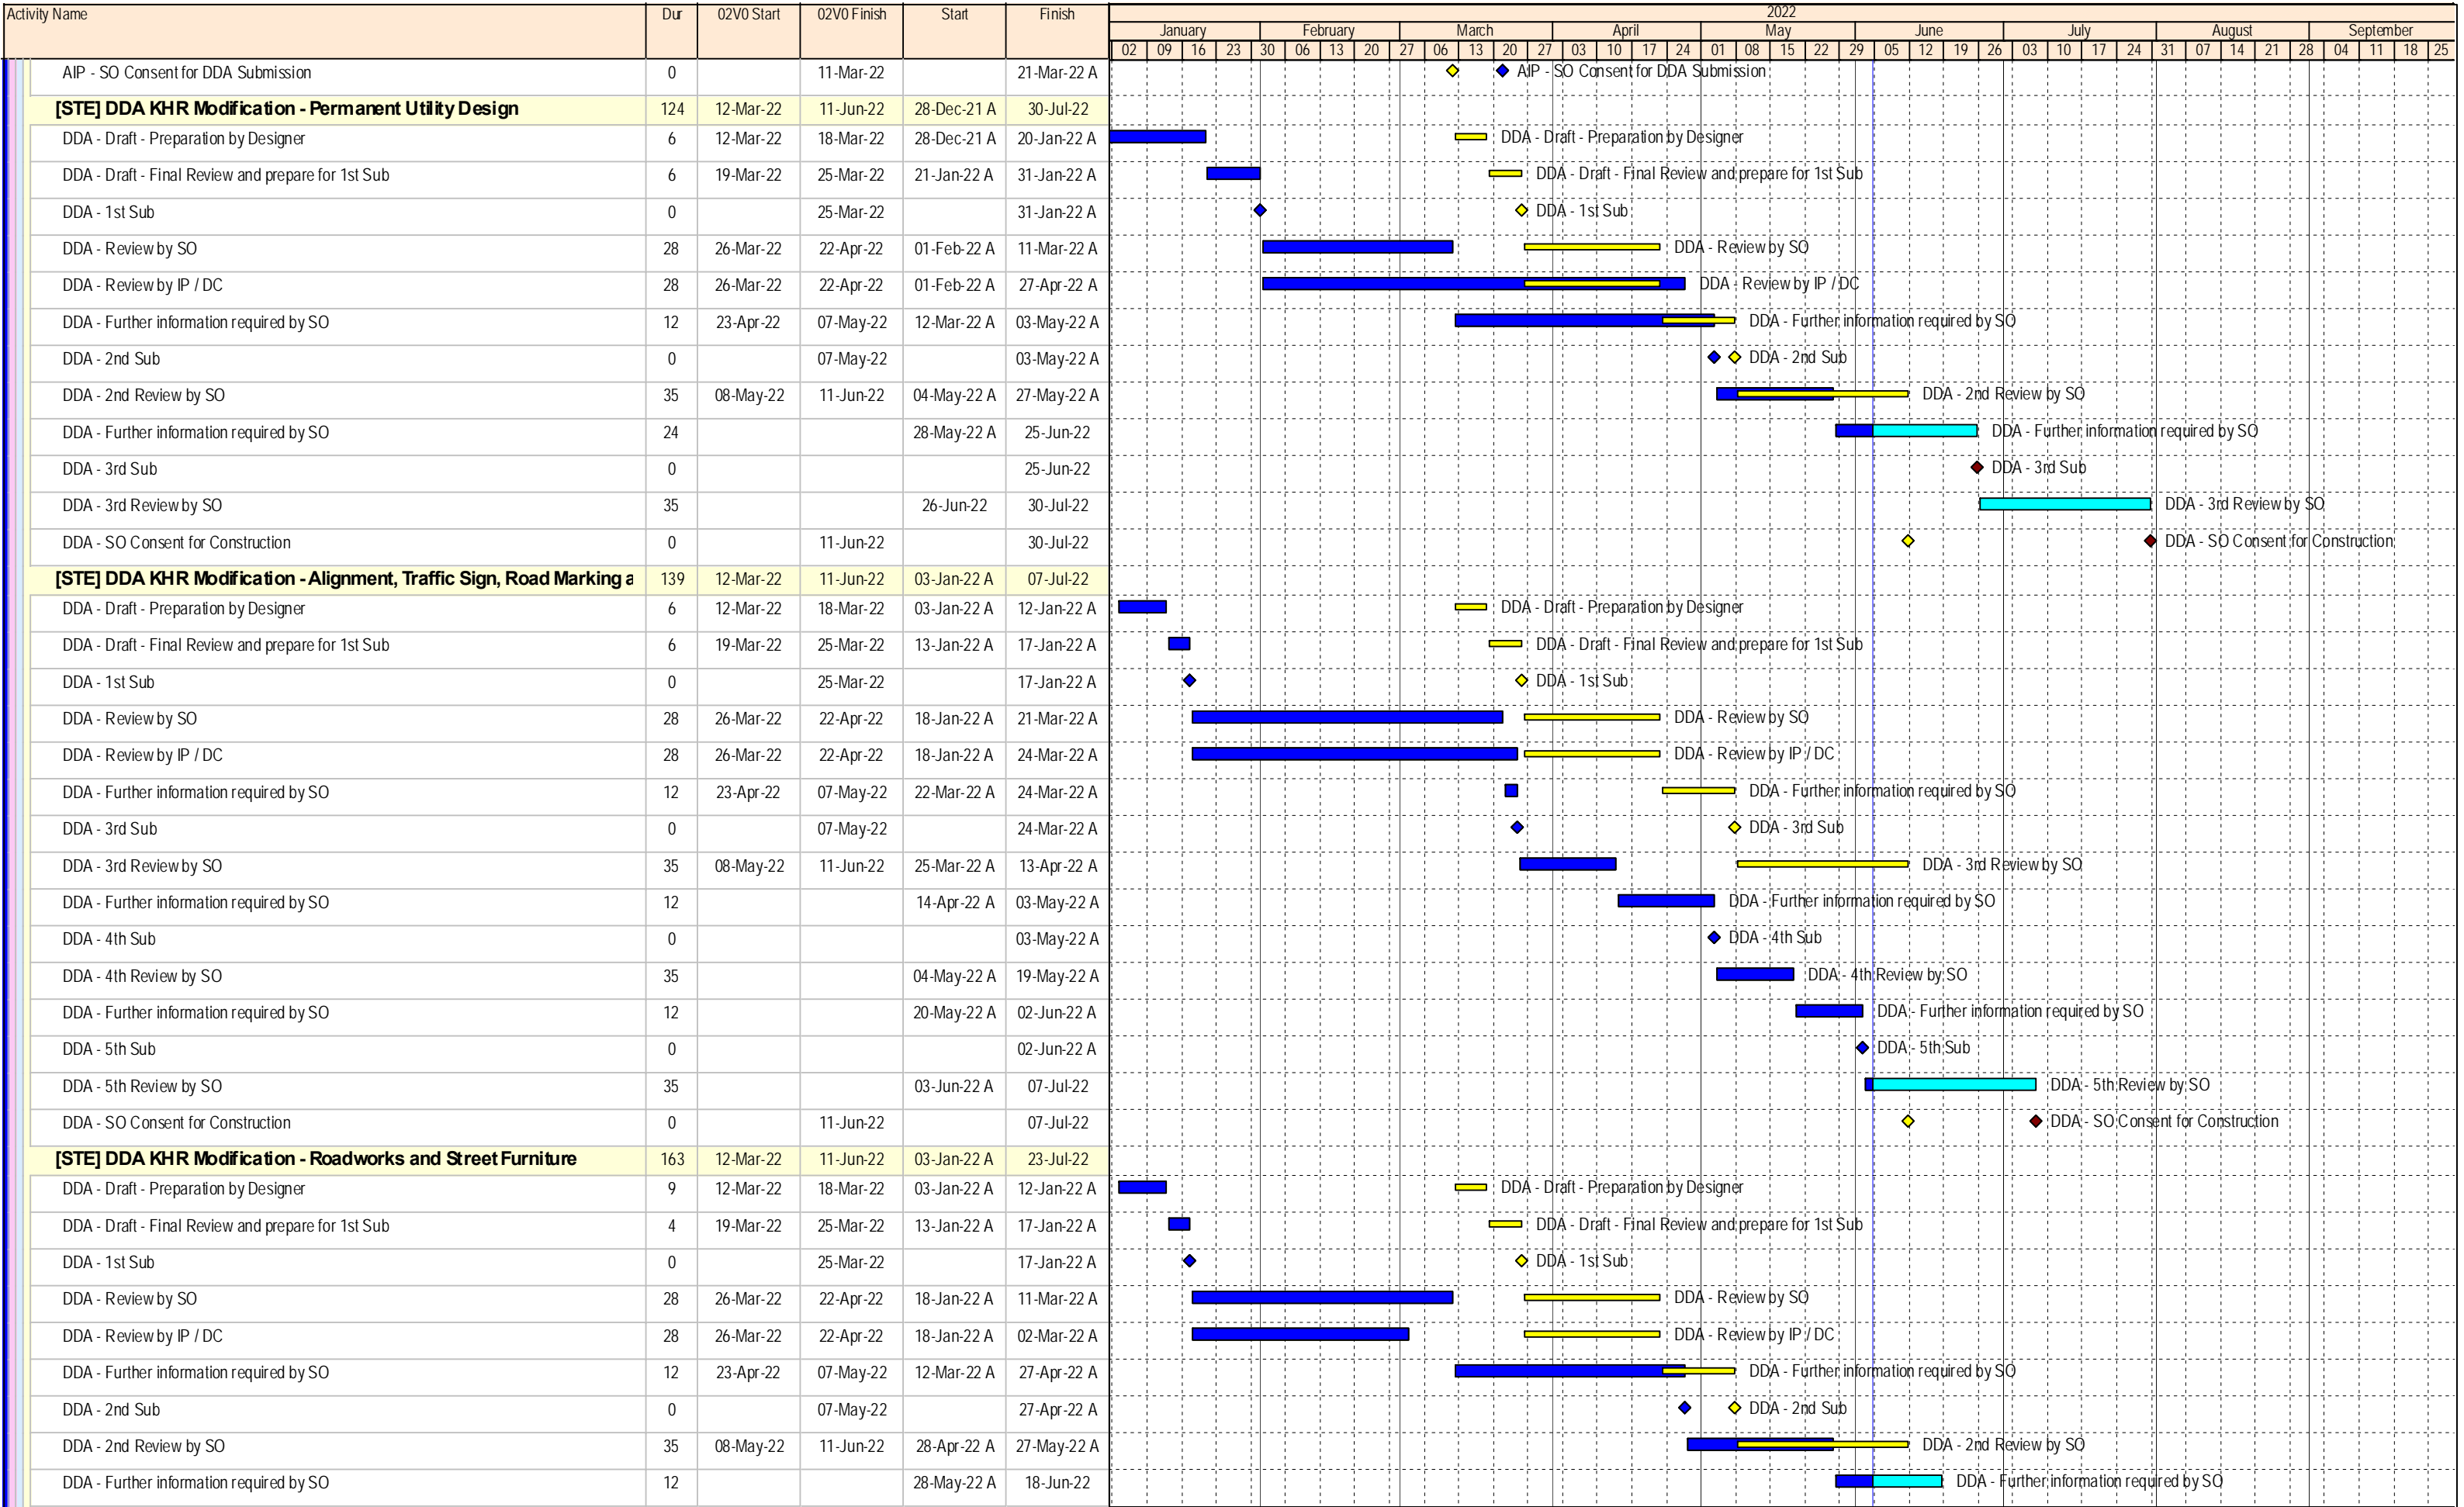 Activity Name Dur 02V0 Start 02V0 Finish Start Finish 2022
January February March April May June July August September
02 09 16 23 30 06 13 20 27 06 13 20 27 03 10 17 24 01 08 15 22 29 05 12 19 26 03 10 17 24 31 07 14 21 28 04 11 18 25
AIP - SO Consent for DDA Submission 0 11-Mar-22 21-Mar-22 A AIP - SO Consent for DDA Submission
[STE] DDA KHR Modification - Permanent Utility Design 124 12-Mar-22 11-Jun-22 28-Dec-21 A 30-Jul-22
DDA - Draft - Preparation by Designer 6 12-Mar-22 18-Mar-22 28-Dec-21 A 20-Jan-22 A DDA - Draft - Preparation by Designer
DDA - Draft - Final Review and prepare for 1st Sub 6 19-Mar-22 25-Mar-22 21-Jan-22 A 31-Jan-22 A DDA - Draft - Final Review and prepare for 1st Sub
DDA - 1st Sub 0 25-Mar-22 31-Jan-22 A DDA - 1st Sub
DDA - Review by SO 28 26-Mar-22 22-Apr-22 01-Feb-22 A 11-Mar-22 A DDA - Review by SO
DDA - Review by IP / DC 28 26-Mar-22 22-Apr-22 01-Feb-22 A 27-Apr-22 A DDA - Review by IP / DC
DDA - Further information required by SO 12 23-Apr-22 07-May-22 12-Mar-22 A 03-May-22 A DDA - Further information required by SO
DDA - 2nd Sub 0 07-May-22 03-May-22 A DDA - 2nd Sub
DDA - 2nd Review by SO 35 08-May-22 11-Jun-22 04-May-22 A 27-May-22 A DDA - 2nd Review by SO
DDA - Further information required by SO 24 28-May-22 A 25-Jun-22 DDA - Further information required by SO
DDA - 3rd Sub 0 25-Jun-22 DDA - 3rd Sub
DDA - 3rd Review by SO 35 26-Jun-22 30-Jul-22 DDA - 3rd Review by SO
DDA - SO Consent for Construction 0 11-Jun-22 30-Jul-22 DDA - SO Consent for Construction
[STE] DDA KHR Modification - Alignment, Traffic Sign, Road Marking a 139 12-Mar-22 11-Jun-22 03-Jan-22 A 07-Jul-22
DDA - Draft - Preparation by Designer 6 12-Mar-22 18-Mar-22 03-Jan-22 A 12-Jan-22 A DDA - Draft - Preparation by Designer
DDA - Draft - Final Review and prepare for 1st Sub 6 19-Mar-22 25-Mar-22 13-Jan-22 A 17-Jan-22 A DDA - Draft - Final Review and prepare for 1st Sub
DDA - 1st Sub 0 25-Mar-22 17-Jan-22 A DDA - 1st Sub
DDA - Review by SO 28 26-Mar-22 22-Apr-22 18-Jan-22 A 21-Mar-22 A DDA - Review by SO
DDA - Review by IP / DC 28 26-Mar-22 22-Apr-22 18-Jan-22 A 24-Mar-22 A DDA - Review by IP / DC
DDA - Further information required by SO 12 23-Apr-22 07-May-22 22-Mar-22 A 24-Mar-22 A DDA - Further information required by SO
DDA - 3rd Sub 0 07-May-22 24-Mar-22 A DDA - 3rd Sub
DDA - 3rd Review by SO 35 08-May-22 11-Jun-22 25-Mar-22 A 13-Apr-22 A DDA - 3rd Review by SO
DDA - Further information required by SO 12 14-Apr-22 A 03-May-22 A DDA - Further information required by SO
DDA - 4th Sub 0 03-May-22 A DDA - 4th Sub
DDA - 4th Review by SO 35 04-May-22 A 19-May-22 A DDA - 4th Review by SO
DDA - Further information required by SO 12 20-May-22 A 02-Jun-22 A DDA - Further information required by SO
DDA - 5th Sub 0 02-Jun-22 A DDA - 5th Sub
DDA - 5th Review by SO 35 03-Jun-22 A 07-Jul-22 DDA - 5th Review by SO
DDA - SO Consent for Construction 0 11-Jun-22 07-Jul-22 DDA - SO Consent for Construction
[STE] DDA KHR Modification - Roadworks and Street Furniture 163 12-Mar-22 11-Jun-22 03-Jan-22 A 23-Jul-22
DDA - Draft - Preparation by Designer 9 12-Mar-22 18-Mar-22 03-Jan-22 A 12-Jan-22 A DDA - Draft - Preparation by Designer
DDA - Draft - Final Review and prepare for 1st Sub 4 19-Mar-22 25-Mar-22 13-Jan-22 A 17-Jan-22 A DDA - Draft - Final Review and prepare for 1st Sub
DDA - 1st Sub 0 25-Mar-22 17-Jan-22 A DDA - 1st Sub
DDA - Review by SO 28 26-Mar-22 22-Apr-22 18-Jan-22 A 11-Mar-22 A DDA - Review by SO
DDA - Review by IP / DC 28 26-Mar-22 22-Apr-22 18-Jan-22 A 02-Mar-22 A DDA - Review by IP / DC
DDA - Further information required by SO 12 23-Apr-22 07-May-22 12-Mar-22 A 27-Apr-22 A DDA - Further information required by SO
DDA - 2nd Sub 0 07-May-22 27-Apr-22 A DDA - 2nd Sub
DDA - 2nd Review by SO 35 08-May-22 11-Jun-22 28-Apr-22 A 27-May-22 A DDA - 2nd Review by SO
DDA - Further information required by SO 12 28-May-22 A 18-Jun-22 DDA - Further information required by SO